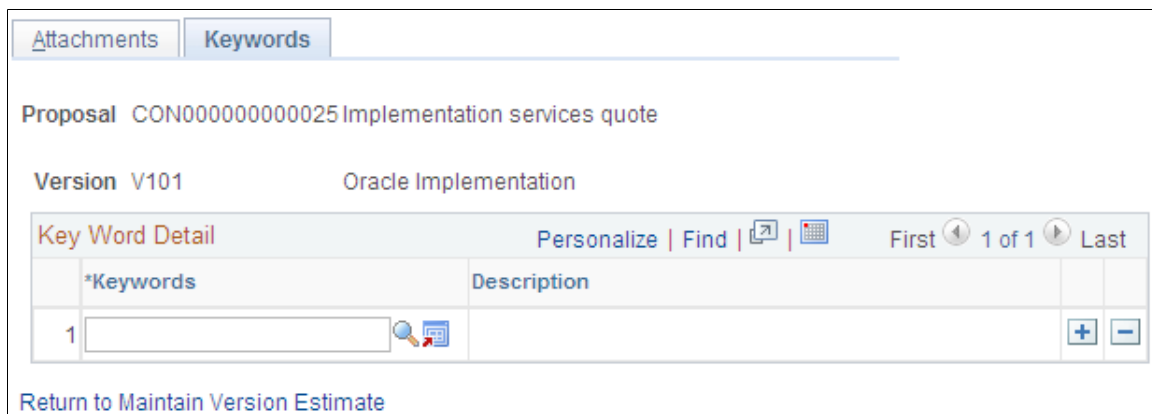 Attachments Keywords
Proposal CON000000000025 Implementation services quote
Version V101 Oracle Implementation
Key Word Detail Personalize | Find | | First 1 of 1 Last
*Keywords Description
1
Return to Maintain Version Estimate